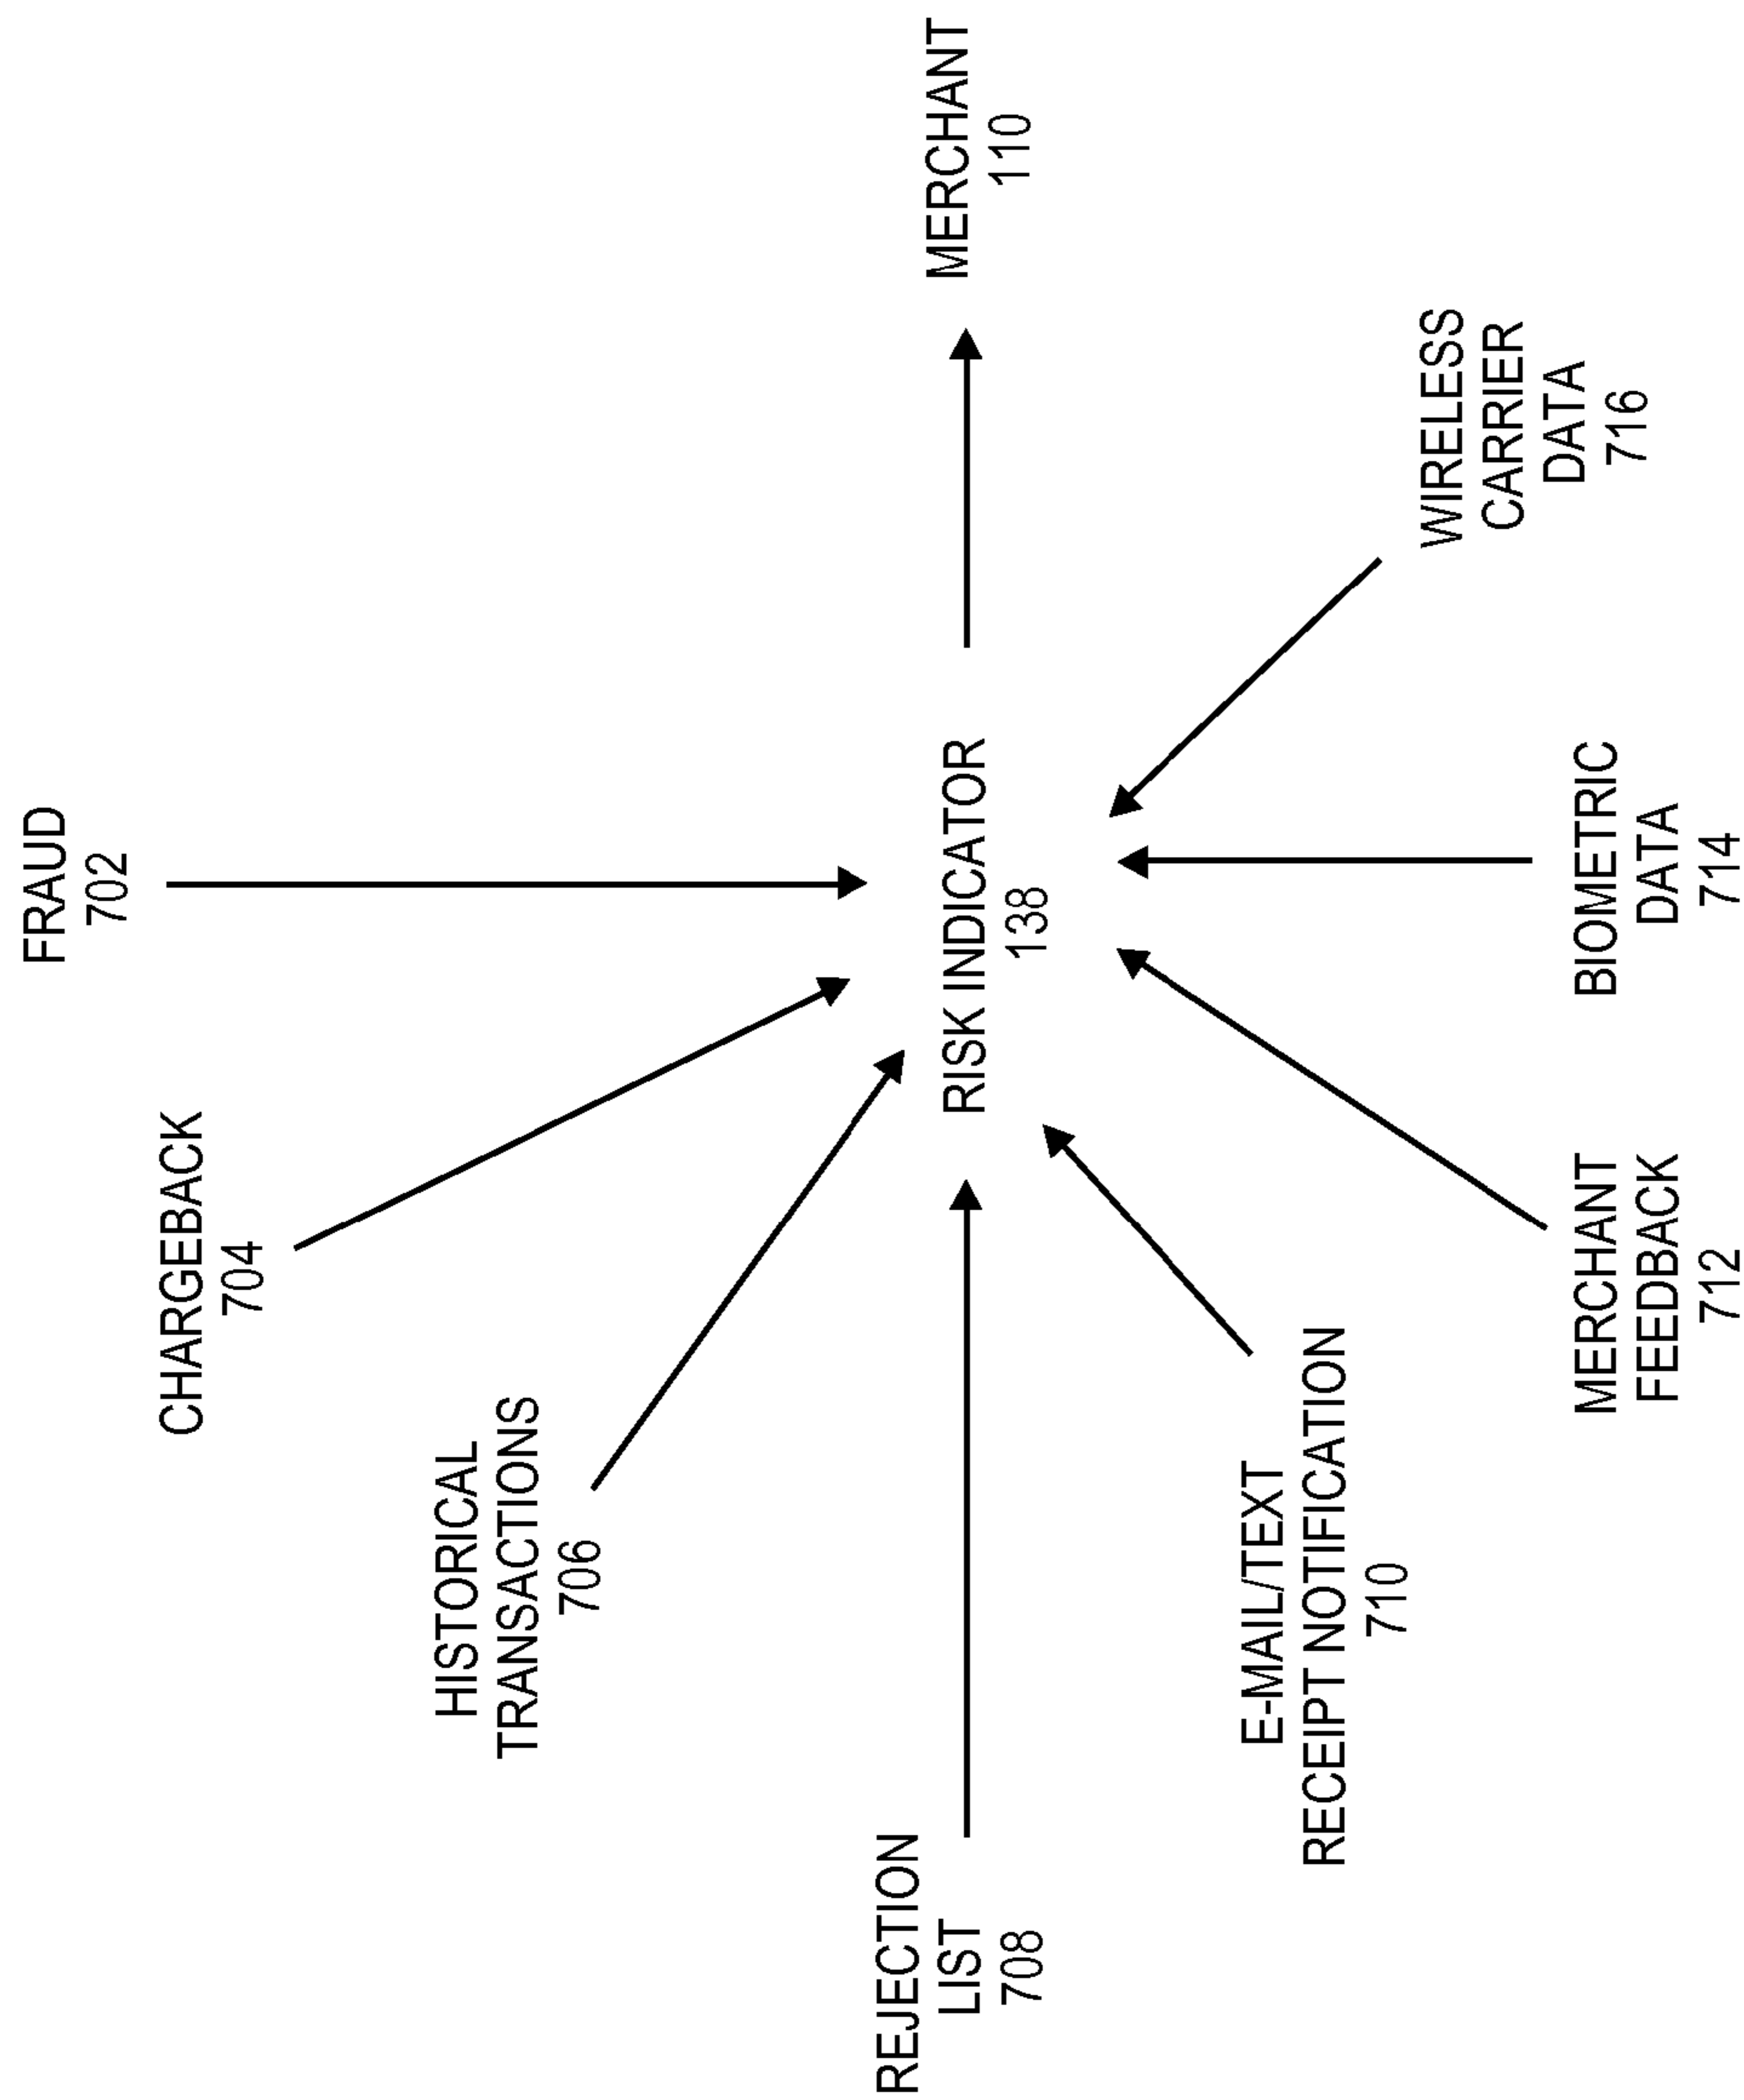 FRAUD
702
CHARGEBACK
704
HISTORICAL
TRANSACTIONS
706
REJECTION
LIST
708
RISK INDICATOR
138
MERCHANT
110
E-MAIL/TEXT
RECEIPT NOTIFICATION
710
MERCHANT
FEEDBACK
712
BIOMETRIC
DATA
714
WIRELESS
CARRIER
DATA
716